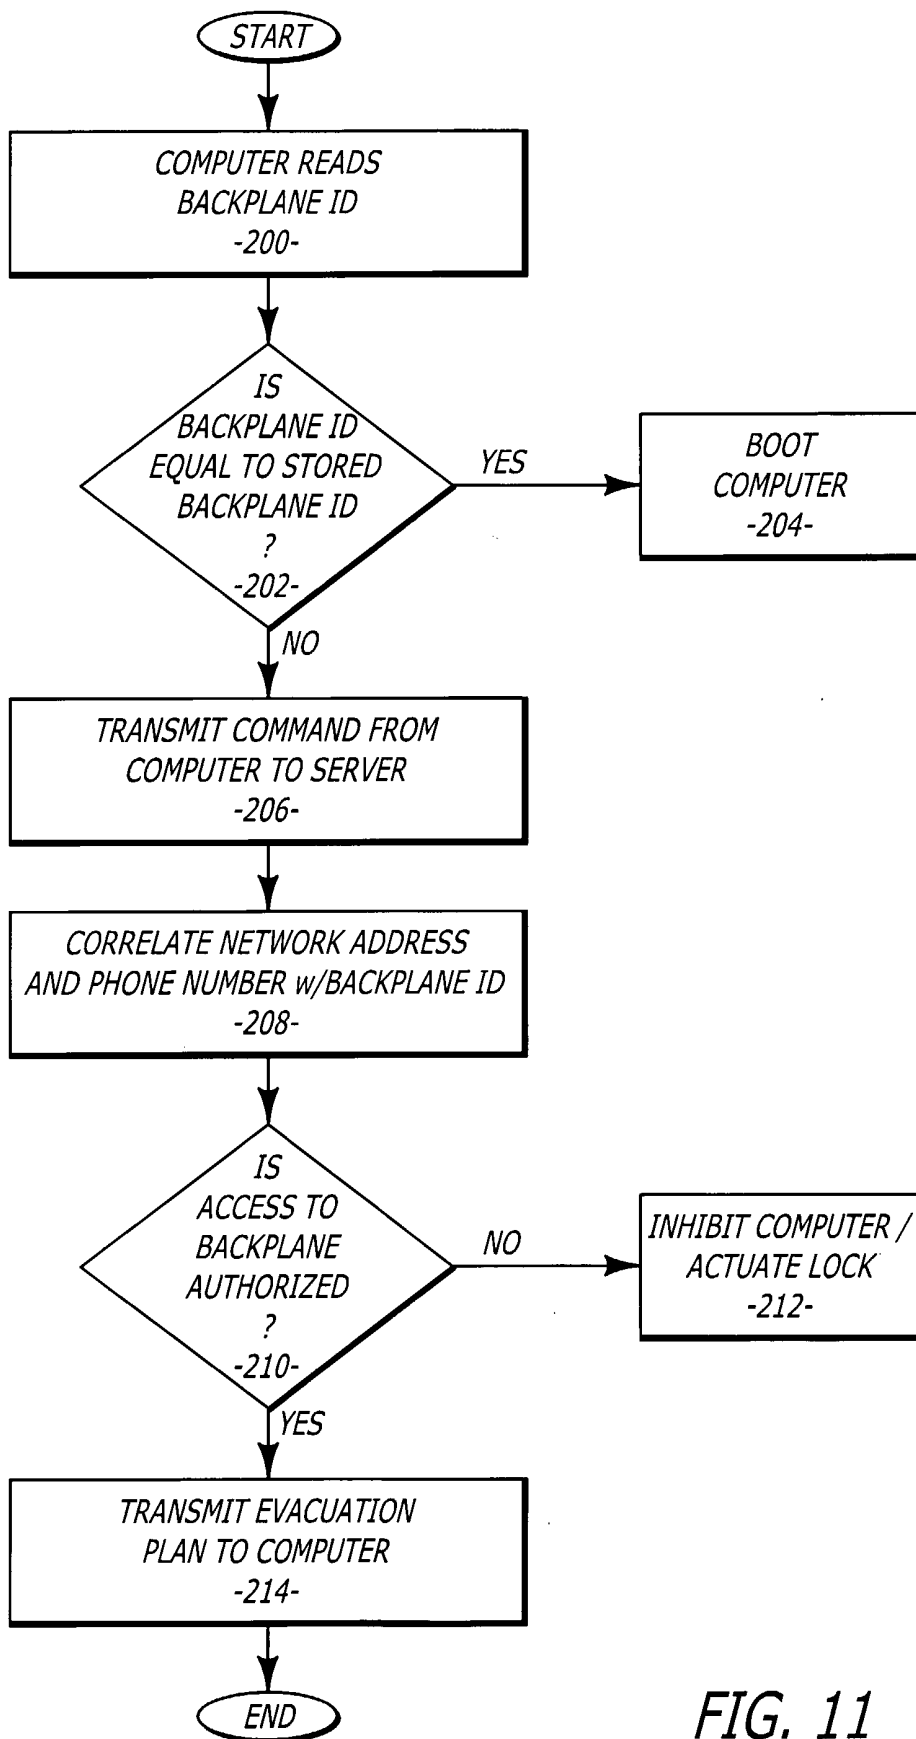 START
COMPUTER READS
BACKPLANE ID
-200-
IS
BACKPLANE ID
EQUAL TO STORED
BACKPLANE ID
?
-202-
YES
BOOT
COMPUTER
-204-
NO
TRANSMIT COMMAND FROM
COMPUTER TO SERVER
-206-
CORRELATE NETWORK ADDRESS
AND PHONE NUMBER w/BACKPLANE ID
-208-
IS
ACCESS TO
BACKPLANE
AUTHORIZED
?
-210-
NO
INHIBIT COMPUTER /
ACTUATE LOCK
-212-
YES
TRANSMIT EVACUATION
PLAN TO COMPUTER
-214-
END
FIG. 11